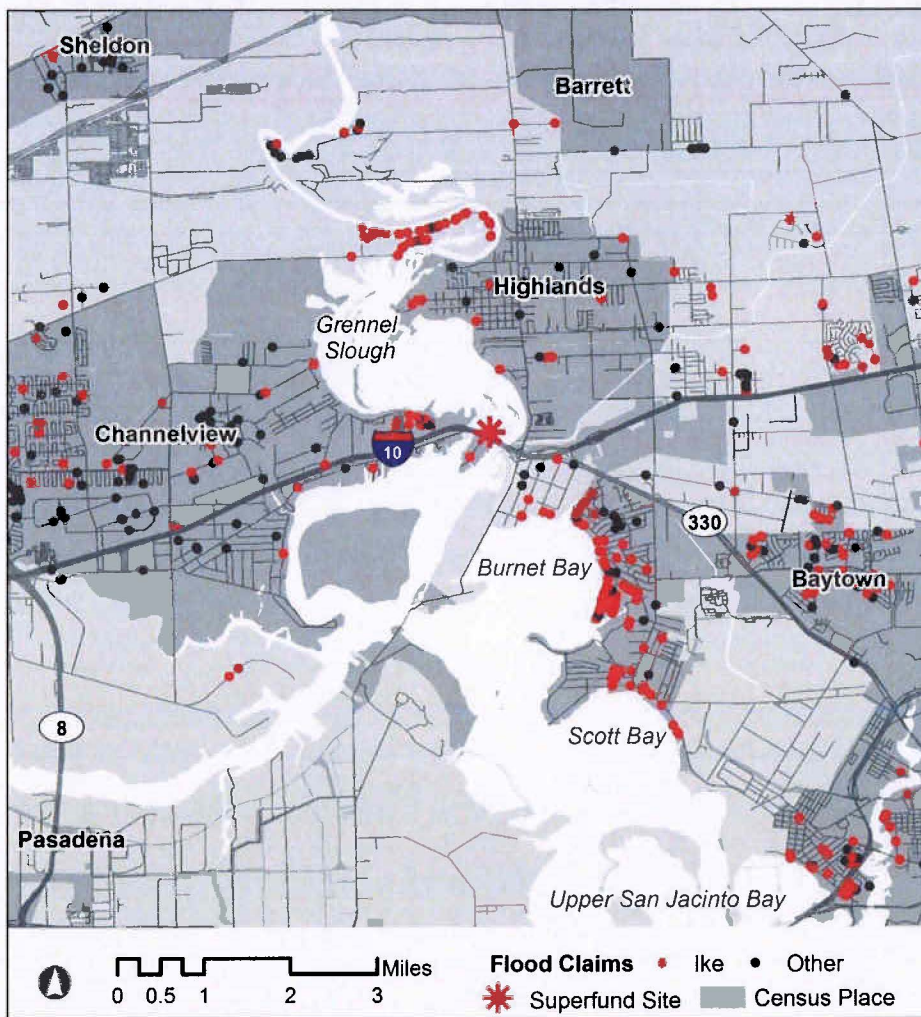 Sheldon
Barrett
Highlands
Grennel
Slough
Channelview
10
330
Burnet Bay
Baytown
Scott Bay
8
Pasadena
Upper San Jacinto Bay
Miles
0 0.5 1 2 3
Flood Claims Ike Other
Superfund Site Census Place